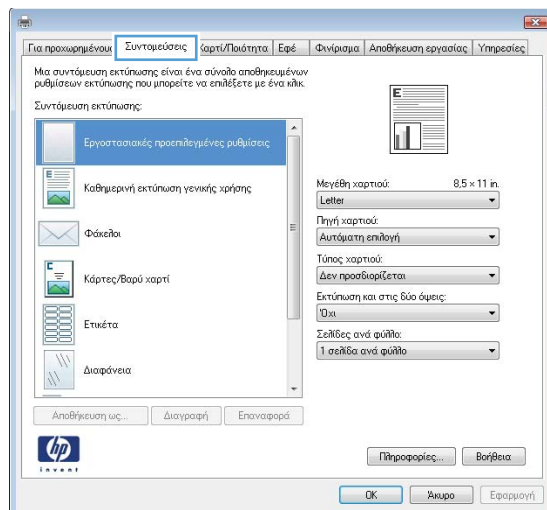 Για προχωρημένου Συντομεύσεις Χαρτί/Ποιότητα Εφέ Φινίρισμα Αποθήκευση εργασίας Υπηρεσίες
Μια συντόμευση εκτύπωσης είναι ένα σύνολο αποθηκευμένων
ρυθμίσεων εκτύπωσης που μπορείτε να επιλέξετε με ένα κλικ.
Συντόμευση εκτύπωσης:
Εργοστασιακές προεπιλεγμένες ρυθμίσεις
Καθημερινή εκτύπωση γενικής χρήσης
Φάκελοι
Κάρτες/Βαρύ χαρτί
Ετικέτα
Διαφάνεια
Αποθήκευση ως... Διαγραφή Επαναφορά
E
Μεγέθη χαρτιού: 8,5 × 11 in.
Letter
Πηγή χαρτιού:
Αυτόματη επιλογή
Τύπος χαρτιού:
Δεν προσδιορίζεται
Εκτύπωση και στις δύο όψεις:
Όχι
Σελίδες ανά φύλλο:
1 σελίδα ανά φύλλο
hp
invent
Πληροφορίες... Βοήθεια
OK Άκυρο Εφαρμογή